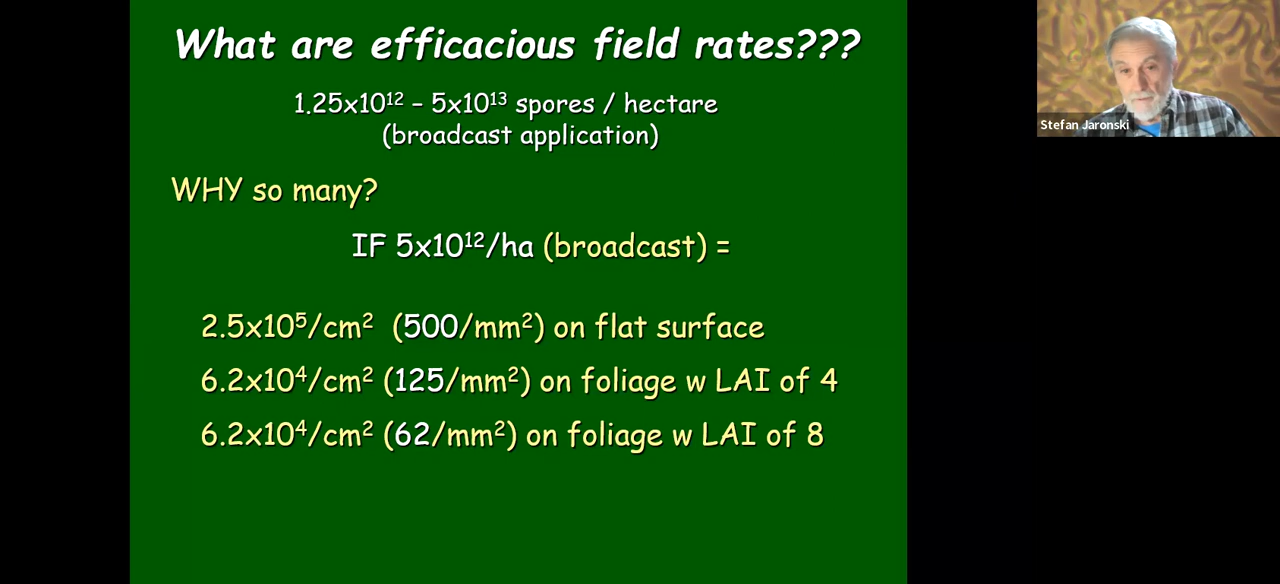 What are efficacious field rates???
1.25x10¹² – 5x10¹³ spores / hectare
(broadcast application)
WHY so many?
IF 5x10¹²/ha (broadcast) =
2.5x10⁵/cm² (500/mm²) on flat surface
6.2x10⁴/cm² (125/mm²) on foliage w LAI of 4
6.2x10⁴/cm² (62/mm²) on foliage w LAI of 8
Stefan Jaronski